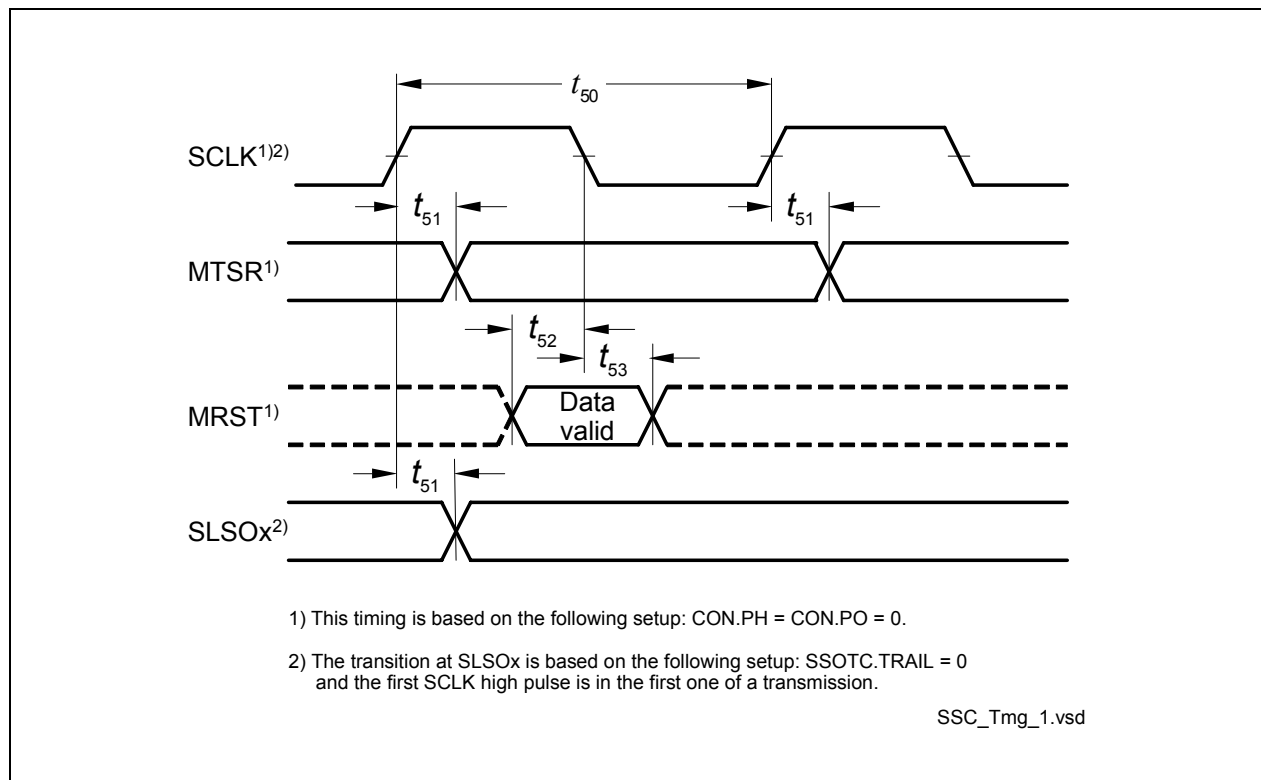 t50
SCLK1)2)
t51
t51
MTSR1)
t52
t53
MRST1)
Data
valid
t51
SLSOx2)
1) This timing is based on the following setup: CON.PH = CON.PO = 0.
2) The transition at SLSOx is based on the following setup: SSOTC.TRAIL = 0
and the first SCLK high pulse is in the first one of a transmission.
SSC_Tmg_1.vsd